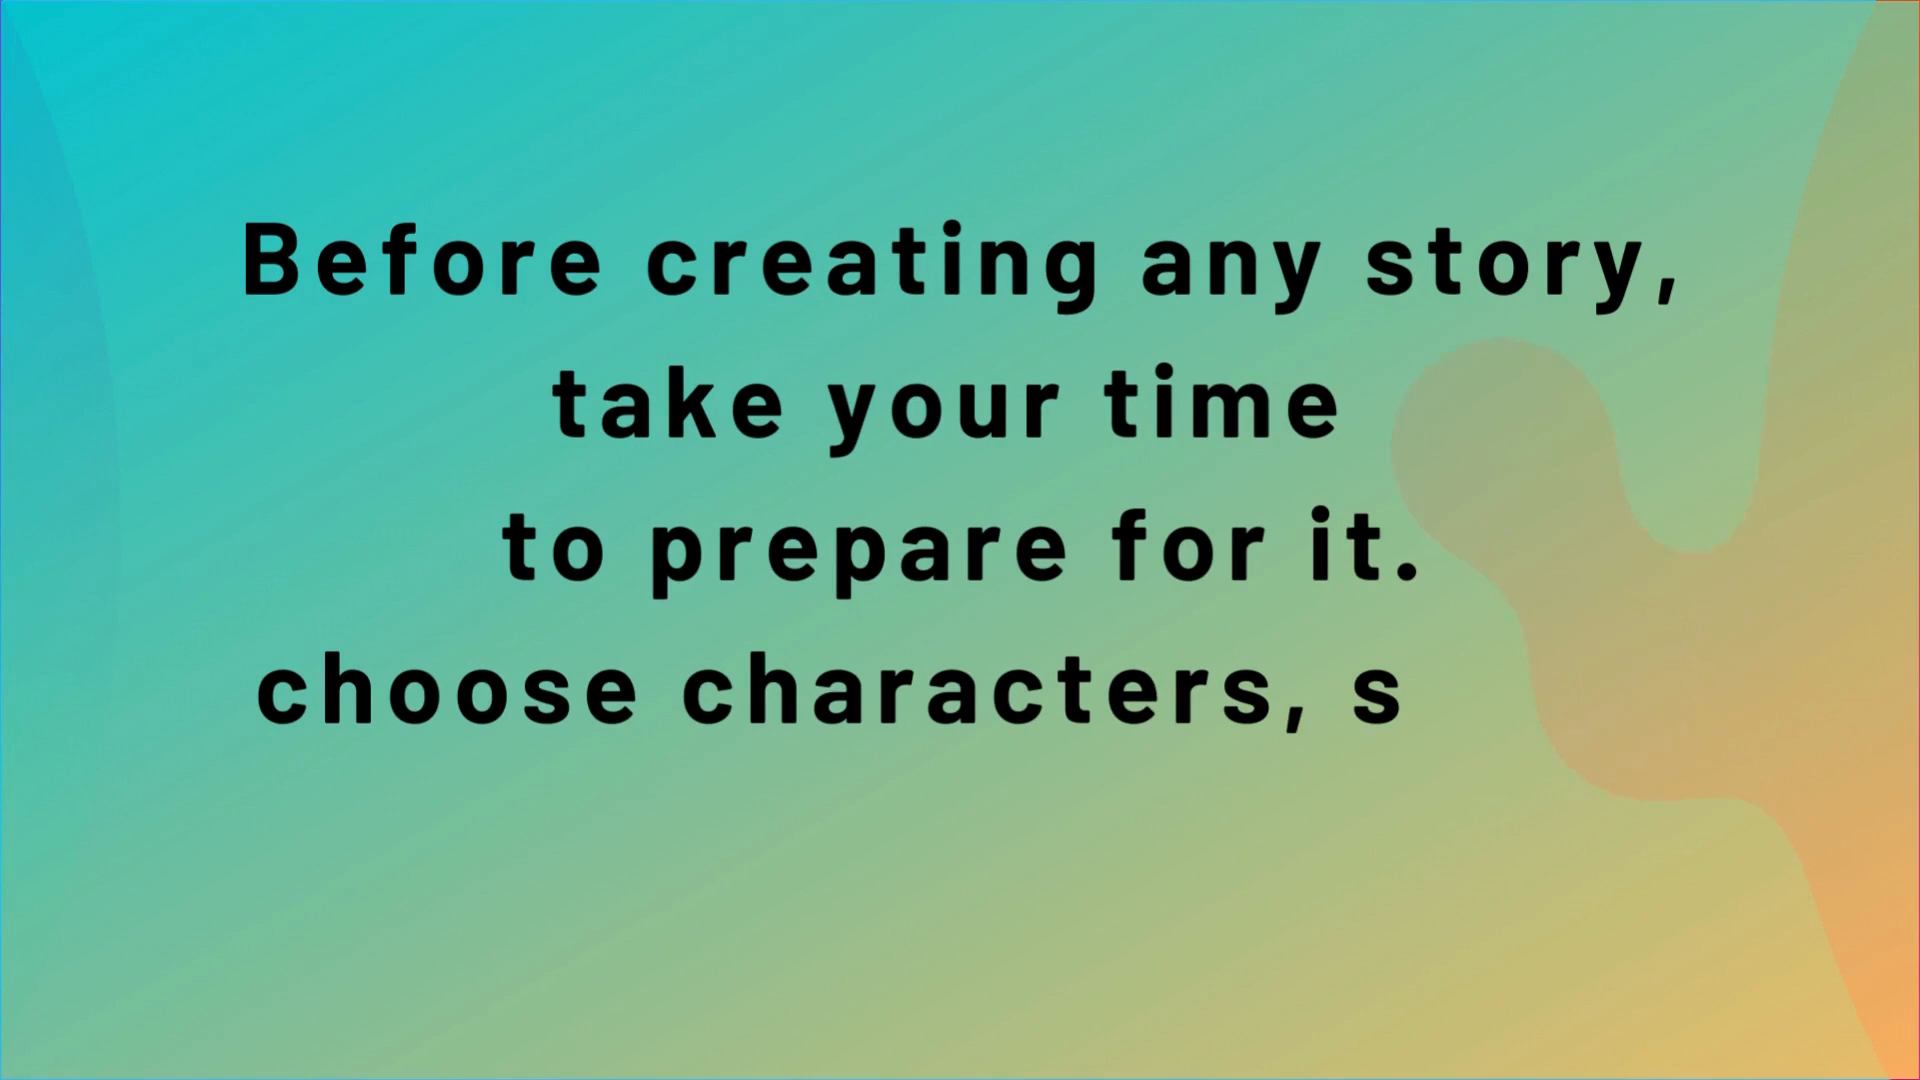 Before creating any story,
take your time
to prepare for it.
choose characters, s